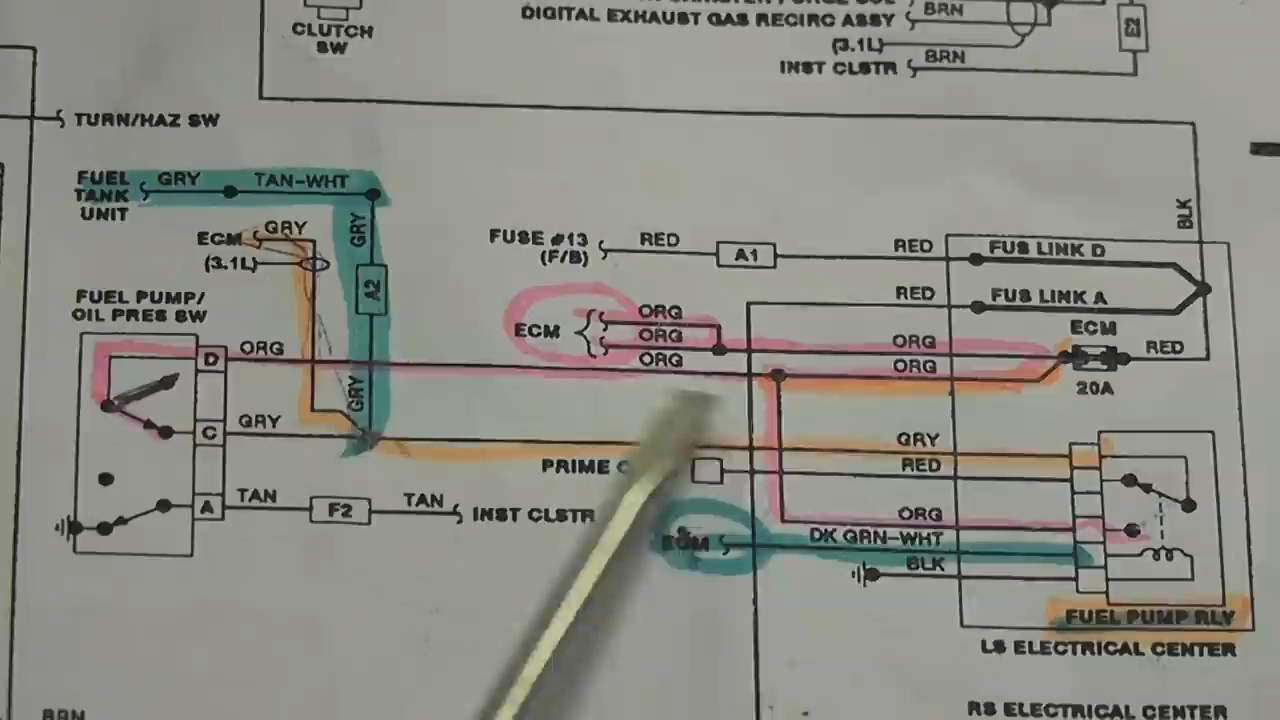 DIGITAL EXHAUST GAS RECIRC ASSY
BRN
CLUTCH
SW
(3.1L)
BRN
INST CLSTR
TURN/HAZ SW
FUEL
TANK
UNIT
GRY
TAN-WHT
BLK
GRY
ECM
GRY
(3.1L)
FUSE #13
(F/B)
RED
A1
RED
FUS LINK D
A2
FUEL PUMP/
OIL PRES SW
RED
FUS LINK A
ECM
ORG
ORG
ORG
ORG
ORG
ECM
20A
RED
D
ORG
GRY
C
GRY
GRY
PRIME
RED
A
TAN
F2
TAN
INST CLSTR
ORG
DK GRN-WHT
BLK
FUEL PUMP RLY
LS ELECTRICAL CENTER
RS ELECTRICAL CENTER
BRN